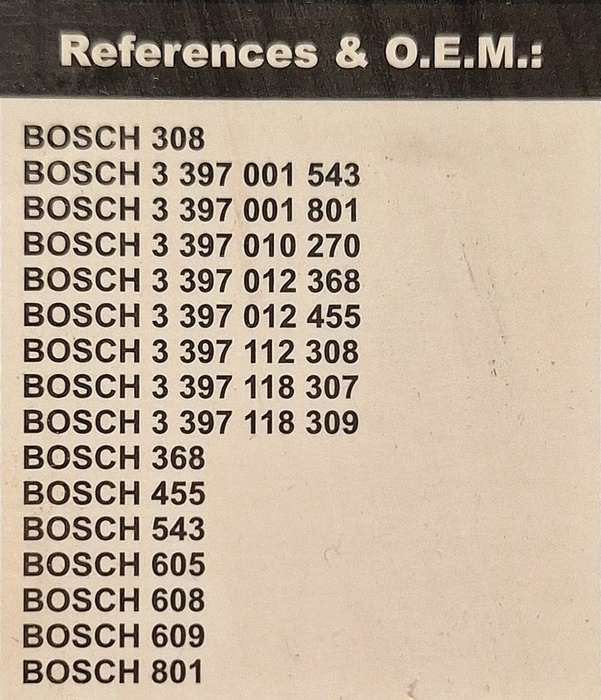 References & O.E.M.:
BOSCH 308
BOSCH 3 397 001 543
BOSCH 3 397 001 801
BOSCH 3 397 010 270
BOSCH 3 397 012 368
BOSCH 3 397 012 455
BOSCH 3 397 112 308
BOSCH 3 397 118 307
BOSCH 3 397 118 309
BOSCH 368
BOSCH 455
BOSCH 543
BOSCH 605
BOSCH 608
BOSCH 609
BOSCH 801